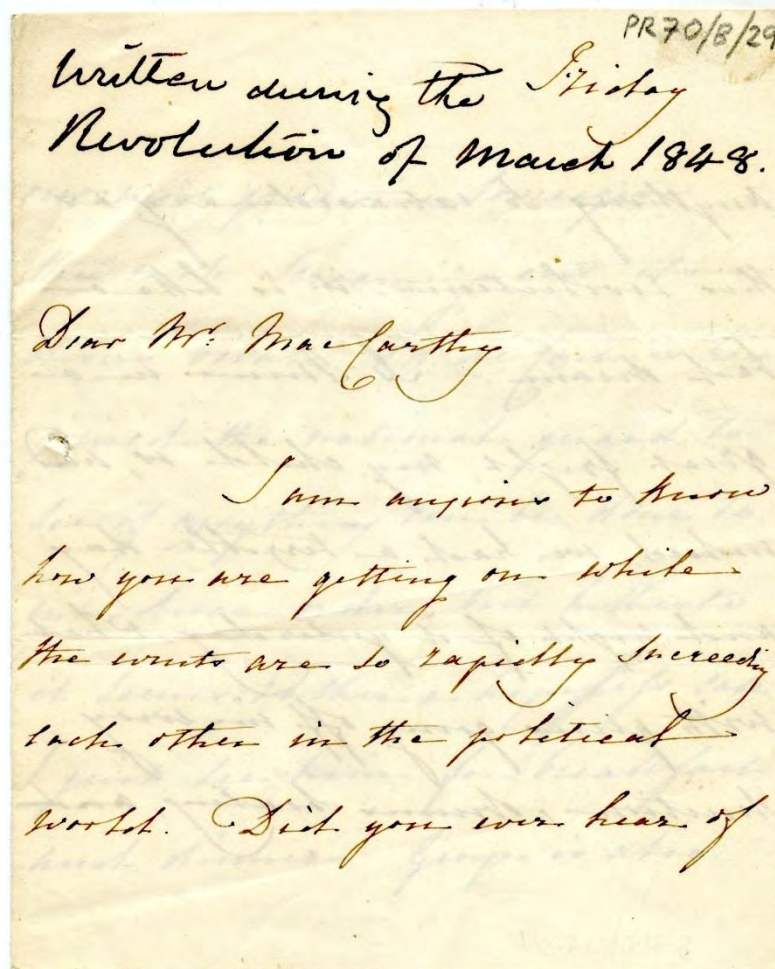 PR70/8/29
Written during the Friday
Revolution of March 1848.
Dear Mr. MacCarthy
I am anxious to know
how you are getting on while
the events are so rapidly succeeding
each other in the political
world. Did you ever hear of